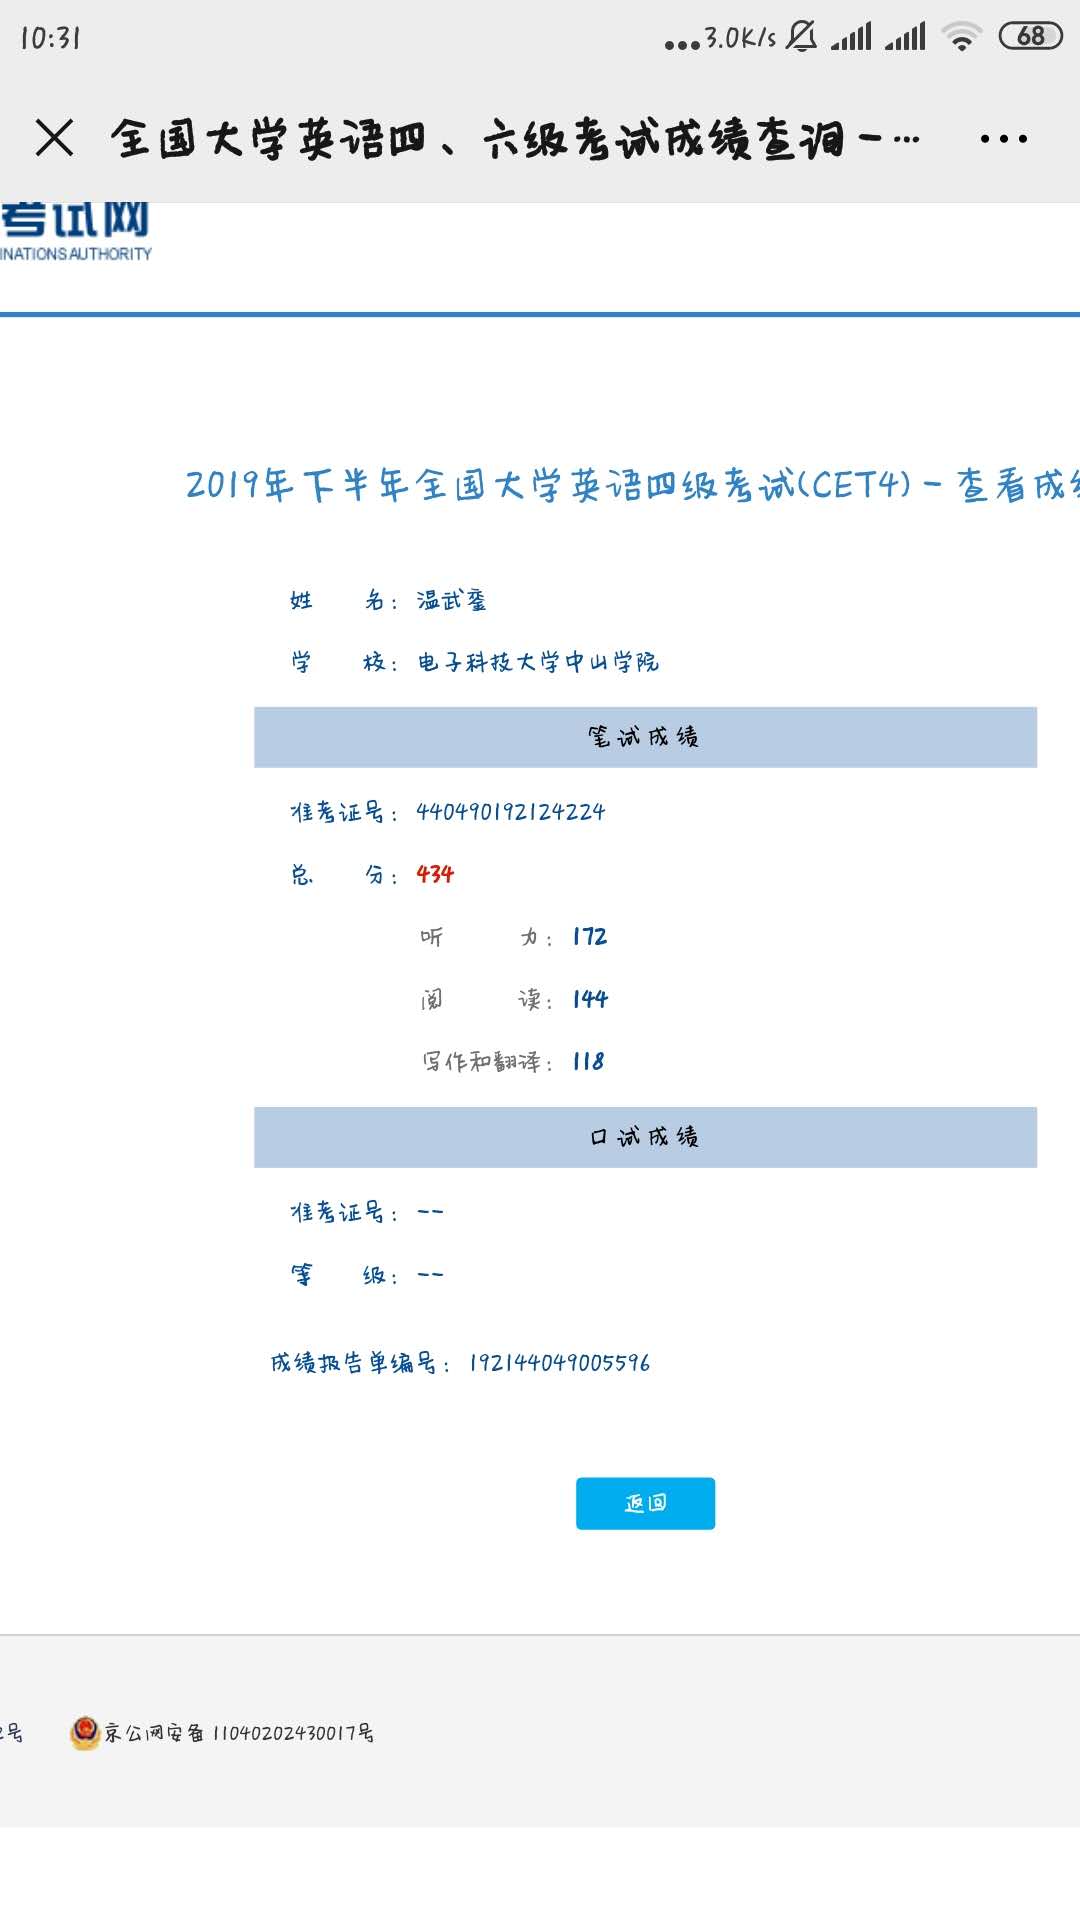 10:31
...3.0K/s 68
全国大学英语四、六级考试成绩查询-…
考试网
INATIONS AUTHORITY
2019年下半年全国大学英语四级考试(CET4)-查看成绩
姓 名： 温武銮
学 校： 电子科技大学中山学院
笔试成绩
准考证号： 440490192124224
总 分： 434
听 力： 172
阅 读： 144
写作和翻译： 118
口试成绩
准考证号： --
等 级： --
成绩报告单编号： 192144049005596
返回
号 京公网安备 11040202430017号